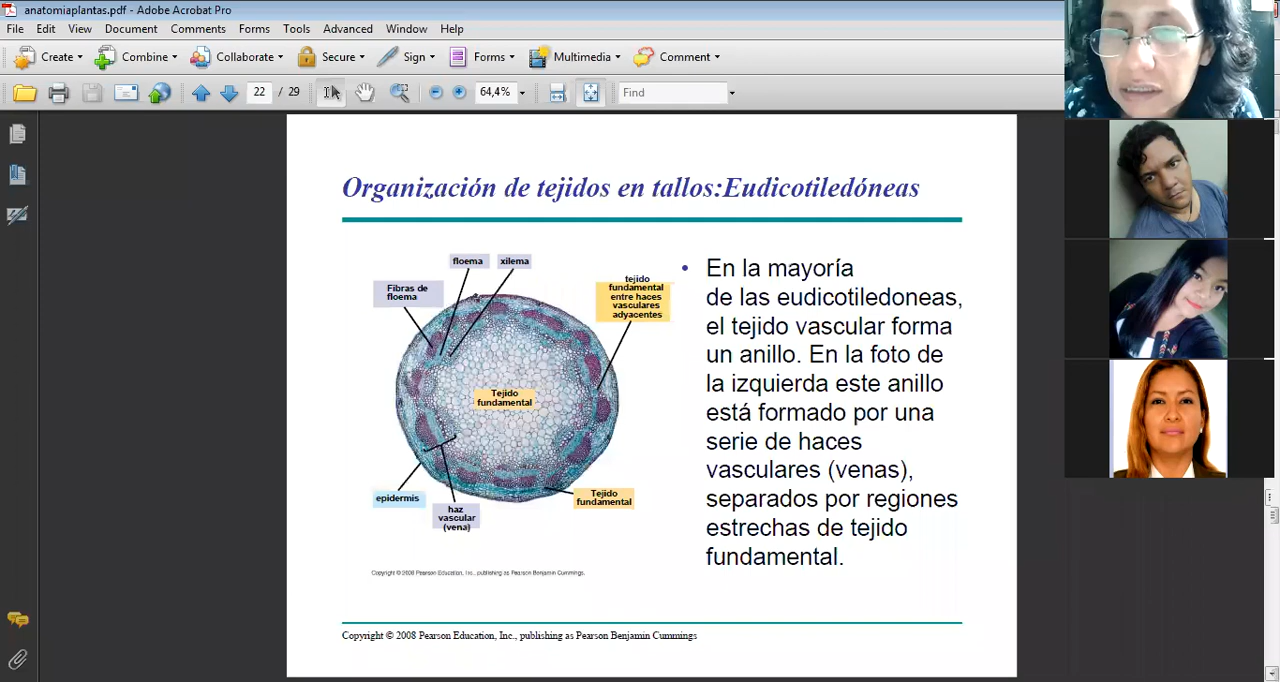 anatomiaplantas.pdf - Adobe Acrobat Pro
File Edit View Document Comments Forms Tools Advanced Window Help
Create Combine Collaborate Secure Sign Forms Multimedia Comment
22 / 29 64,4% Find
Organización de tejidos en tallos:Eudicotiledóneas
floema xilema
Fibras de
floema
tejido
fundamental
entre haces
vasculares
adyacentes
Tejido
fundamental
epidermis
haz
vascular
(vena)
Tejido
fundamental
Copyright © 2008 Pearson Education, Inc., publishing as Pearson Benjamin Cummings.
• En la mayoría
de las eudicotiledoneas,
el tejido vascular forma
un anillo. En la foto de
la izquierda este anillo
está formado por una
serie de haces
vasculares (venas),
separados por regiones
estrechas de tejido
fundamental.
Copyright © 2008 Pearson Education, Inc., publishing as Pearson Benjamin Cummings